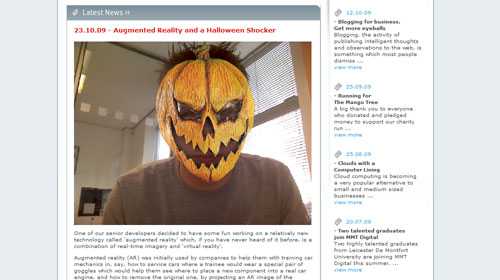 Latest News ››
23.10.09 - Augmented Reality and a Halloween Shocker
One of our senior developers decided to have some fun working on a relatively new
technology called 'augmented reality' which, if you have never heard of it before, is a
combination of real-time imagery and 'virtual reality'.
Augmented reality (AR) was initially used by companies to help them with training car
mechanics in, say, how to service cars where a trainee would wear a special pair of
goggles which would help them see where to place a new component into a real car
engine, and how to remove the original one, by projecting an AR image of the
12.10.09
- Blogging for business.
Get more eyeballs
Blogging, the activity of
publishing intelligent thoughts
and observations to the web, is
something which most people
dismiss ...
view more
25.09.09
- Running for
The Mango Tree
A big thank you to everyone
who donated and pledged
money to support our charity
run ...
view more
25.08.09
- Clouds with a
Computer Lining
Cloud computing is becoming
a very popular alternative to
small and medium sized
businesses ...
view more
20.07.09
- Two talented graduates
join MMT Digital
Two highly talented graduates
from Leicester De Montfort
University are joining MMT
Digital this summer. ...
view more